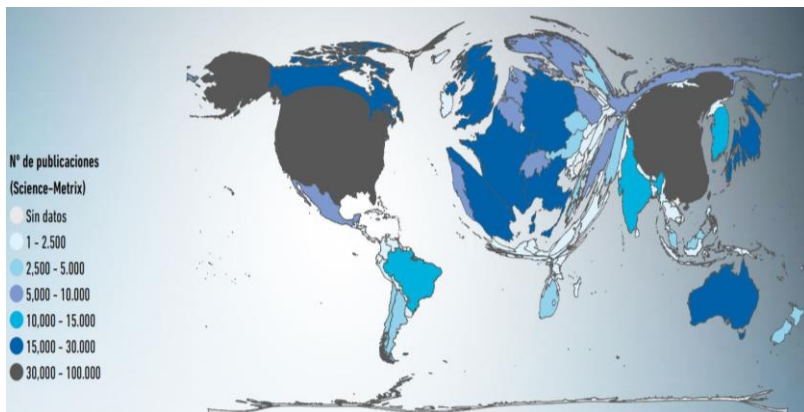 Nº de publicaciones
(Science-Metrix)
Sin datos
1 - 2.500
2,500 - 5.000
5,000 - 10.000
10,000 - 15.000
15,000 - 30.000
30,000 - 100.000